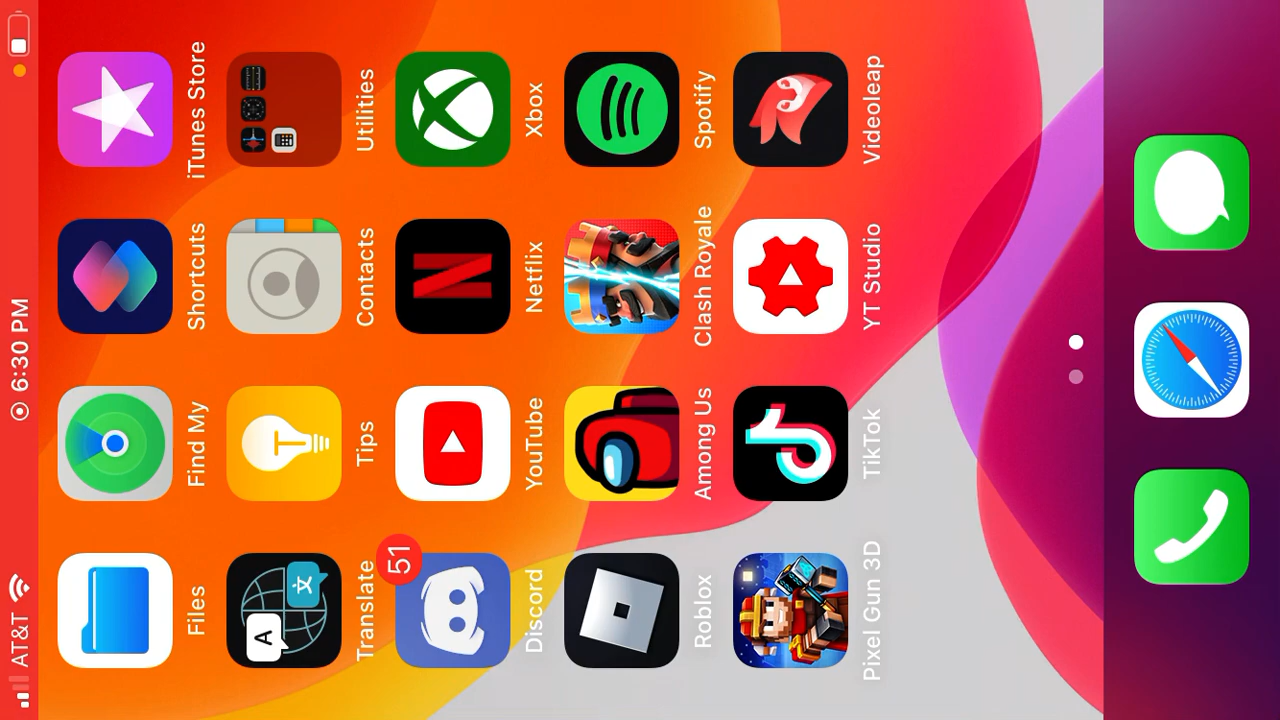 AT&T 6:30 PM
Files Find My Shortcuts iTunes Store
A 文
Translate Tips Contacts Utilities
51
Discord YouTube Netflix Xbox
Roblox Among Us Clash Royale Spotify
Pixel Gun 3D TikTok YT Studio Videoleap